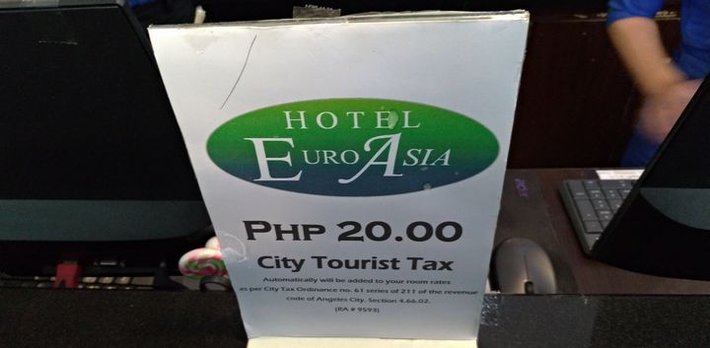 HOTEL
EUROASIA
PHP 20.00
City Tourist Tax
Automatically will be added to your room rates
as per City Tax Ordinance no. 61 series of 211 of the revenue
code of Angeles City. Section 4.66.02.
(RA # 9593)
acer